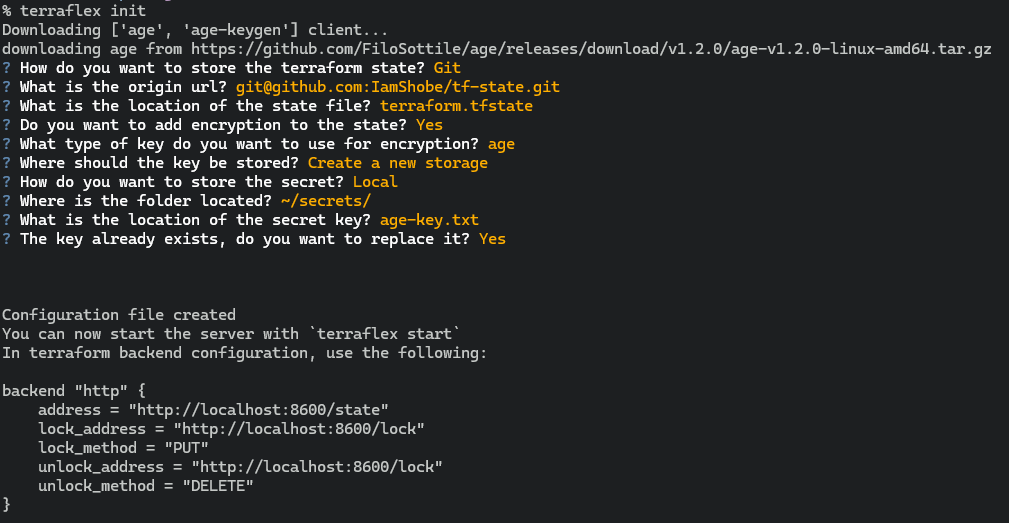 % terraflex init
Downloading ['age', 'age-keygen'] client...
downloading age from https://github.com/FiloSottile/age/releases/download/v1.2.0/age-v1.2.0-linux-amd64.tar.gz
? How do you want to store the terraform state? Git
? What is the origin url? git@github.com:IamShobe/tf-state.git
? What is the location of the state file? terraform.tfstate
? Do you want to add encryption to the state? Yes
? What type of key do you want to use for encryption? age
? Where should the key be stored? Create a new storage
? How do you want to store the secret? Local
? Where is the folder located? ~/secrets/
? What is the location of the secret key? age-key.txt
? The key already exists, do you want to replace it? Yes
Configuration file created
You can now start the server with `terraflex start`
In terraform backend configuration, use the following:
backend "http" {
    address = "http://localhost:8600/state"
    lock_address = "http://localhost:8600/lock"
    lock_method = "PUT"
    unlock_address = "http://localhost:8600/lock"
    unlock_method = "DELETE"
}